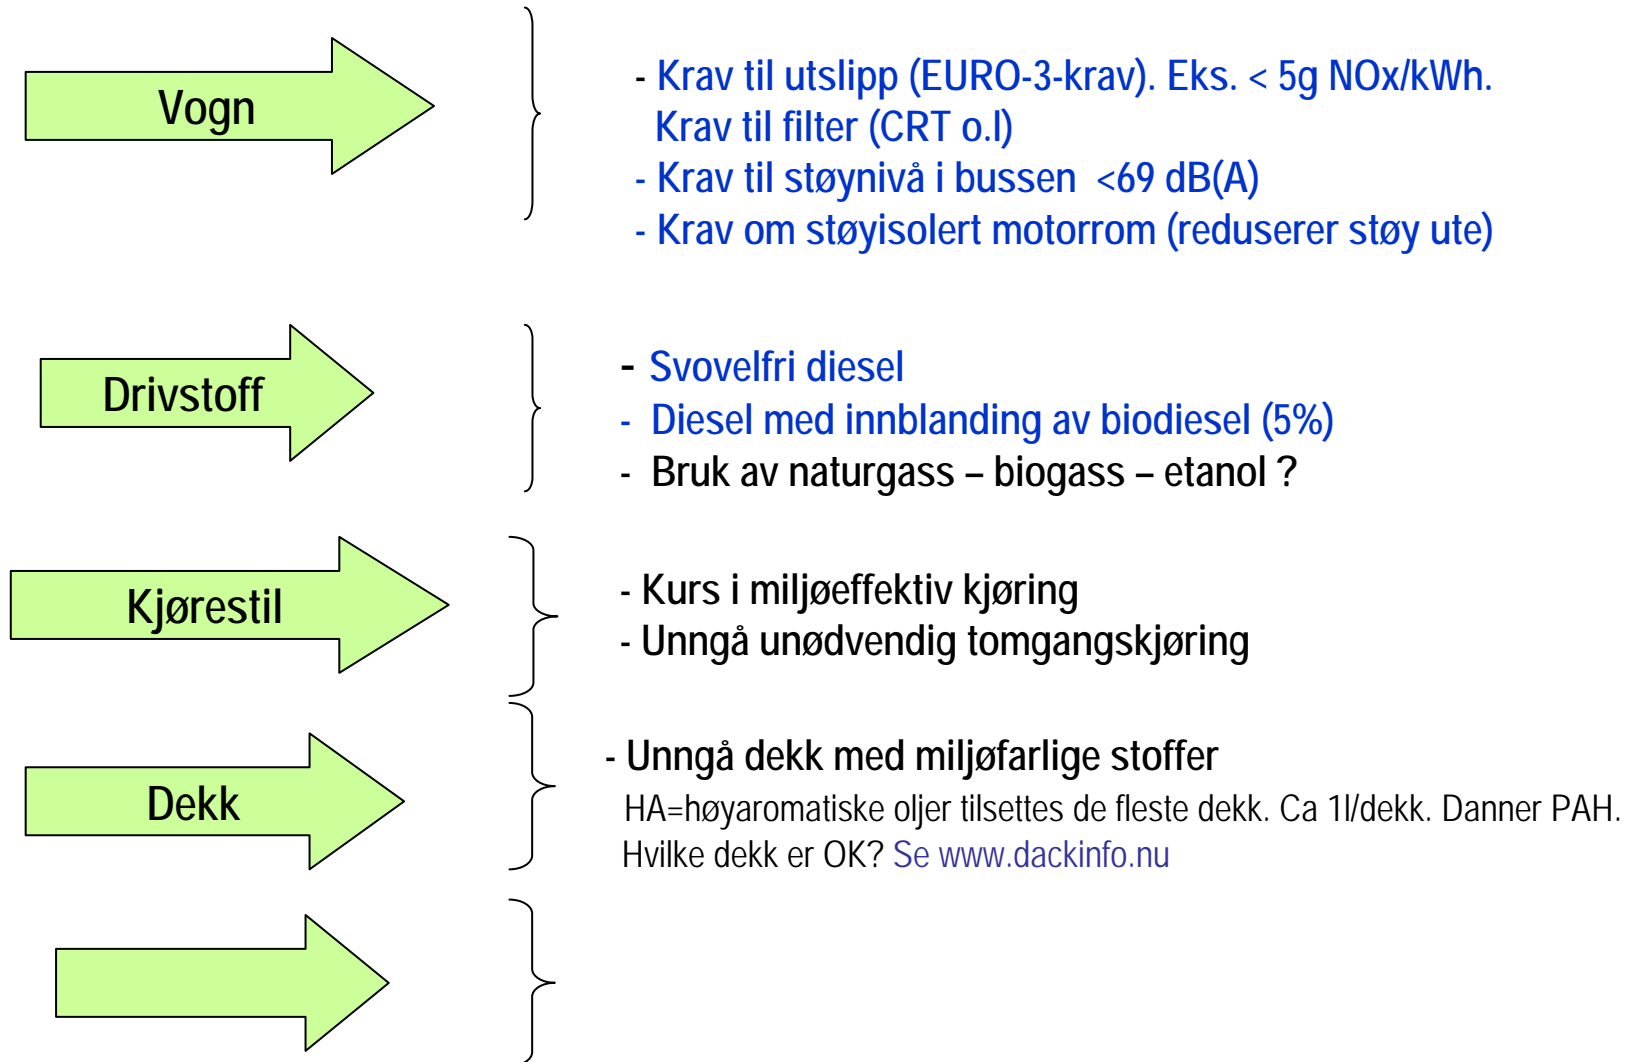 Vogn
- Krav til utslipp (EURO-3-krav). Eks. < 5g NOx/kWh.
Krav til filter (CRT o.l)
- Krav til støynivå i bussen <69 dB(A)
- Krav om støyisolert motorrom (reduserer støy ute)
Drivstoff
- Svovelfri diesel
- Diesel med innblanding av biodiesel (5%)
- Bruk av naturgass – biogass – etanol ?
Kjørestil
- Kurs i miljøeffektiv kjøring
- Unngå unødvendig tomgangskjøring
Dekk
- Unngå dekk med miljøfarlige stoffer
HA=høyaromatiske oljer tilsettes de fleste dekk. Ca 1l/dekk. Danner PAH.
Hvilke dekk er OK? Se www.dackinfo.nu